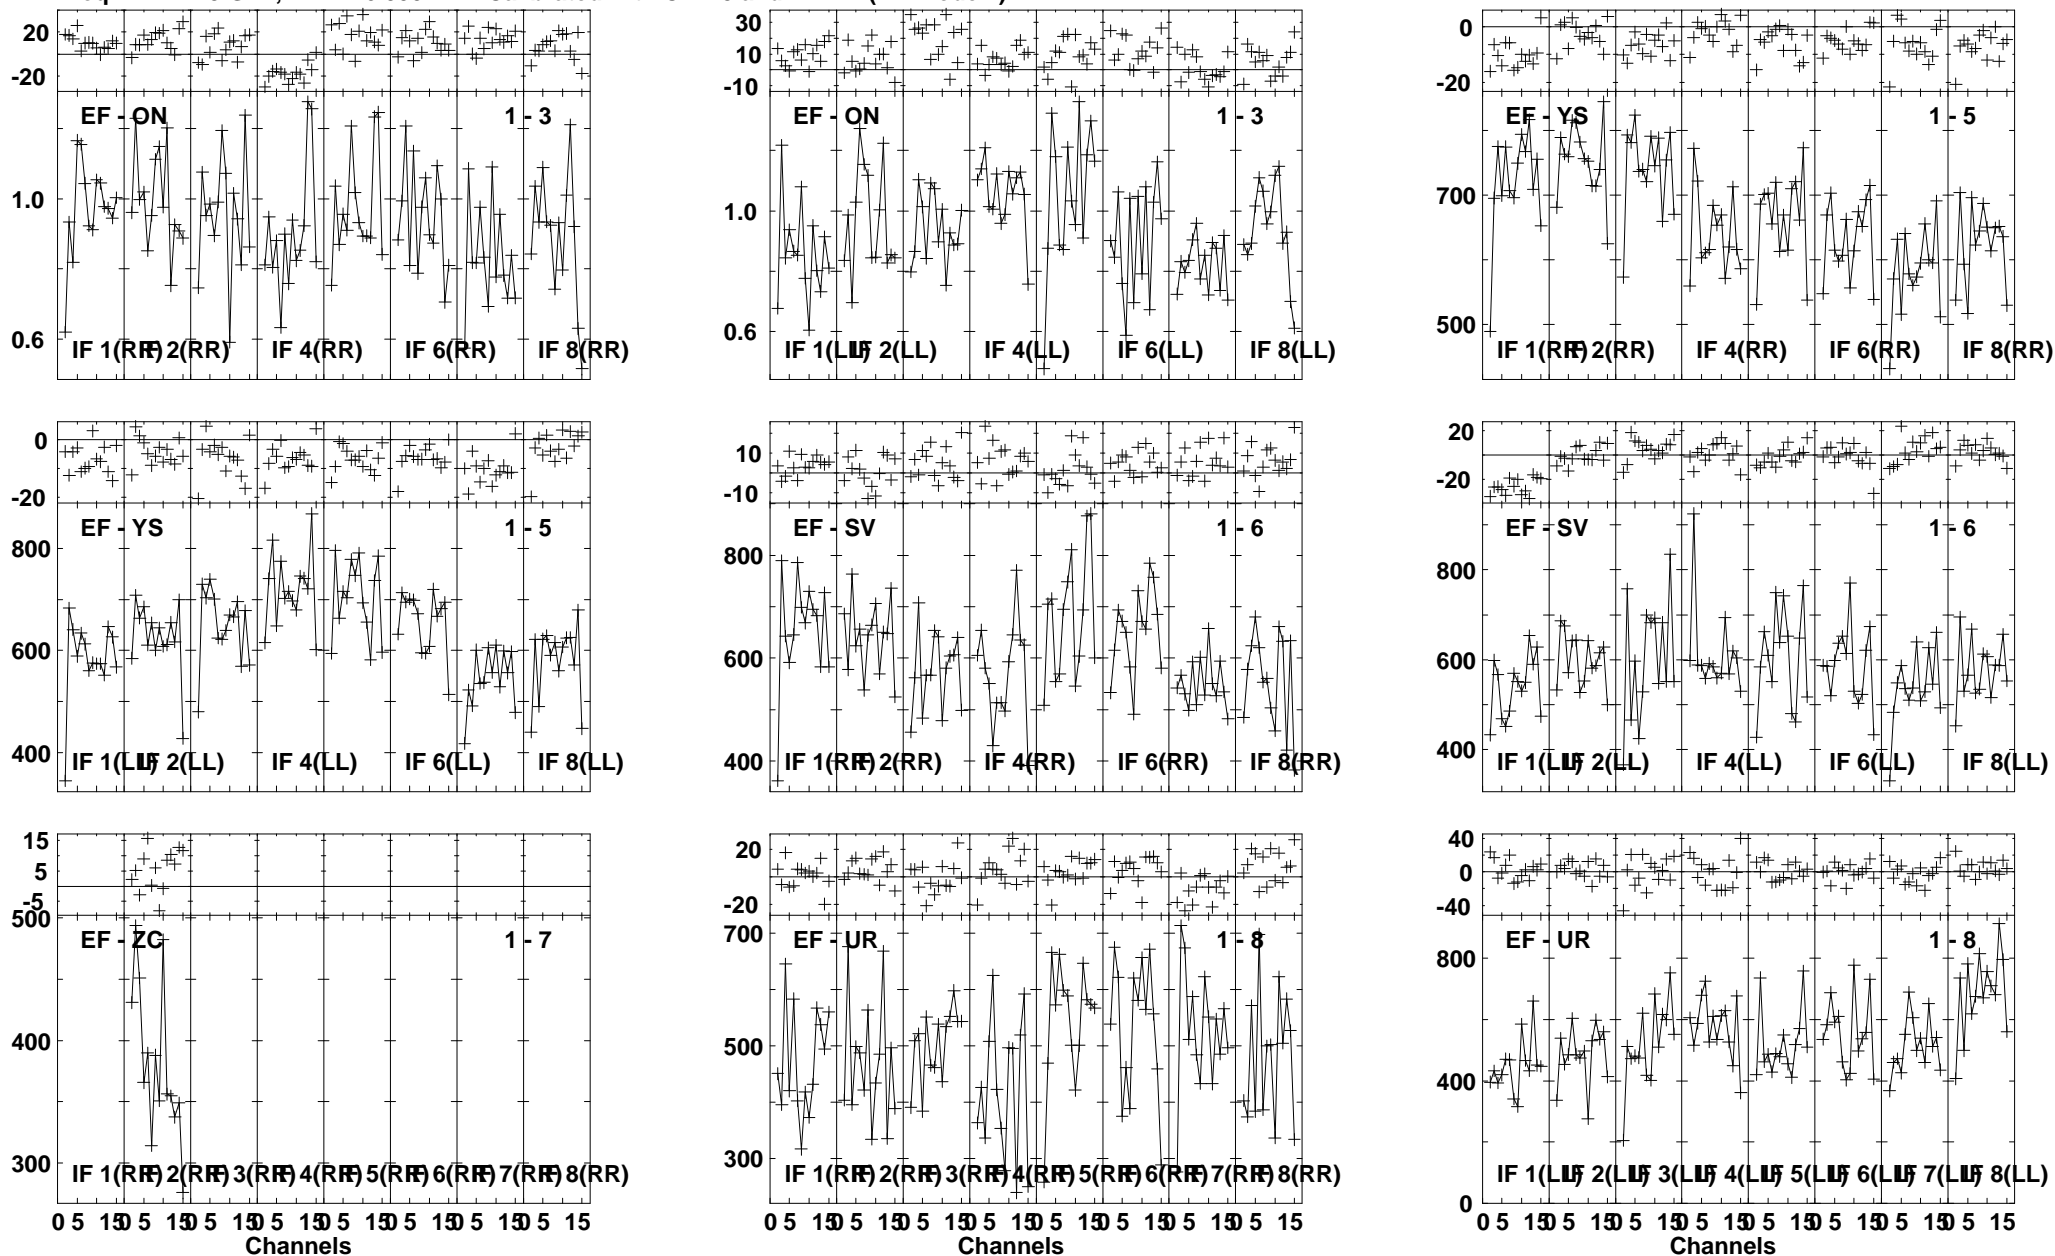 20
-20
EF - ON 1 - 3
1.0
0.6
IF 1(RR) IF 2(RR) IF 4(RR) IF 6(RR) IF 8(RR)
30
10
-10
EF - ON 1 - 3
1.0
0.6
IF 1(LL) IF 2(LL) IF 4(LL) IF 6(LL) IF 8(LL)
0
-20
EF - YS 1 - 5
700
500
IF 1(RR) IF 2(RR) IF 4(RR) IF 6(RR) IF 8(RR)
0
-20
EF - YS 1 - 5
800
600
400
IF 1(LL) IF 2(LL) IF 4(LL) IF 6(LL) IF 8(LL)
10
-10
EF - SV 1 - 6
800
600
400
IF 1(RR) IF 2(RR) IF 4(RR) IF 6(RR) IF 8(RR)
20
-20
EF - SV 1 - 6
800
600
400
IF 1(LL) IF 2(LL) IF 4(LL) IF 6(LL) IF 8(LL)
15
5
-5
500
EF - ZC 1 - 7
400
300
IF 1(RR) IF 2(RR) IF 3(RR) IF 4(RR) IF 5(RR) IF 6(RR) IF 7(RR) IF 8(RR)
0 5 15 0 5 15 0 5 15 0 5 15 0 5 15 0 5 15 0 5 15 0 5 15
Channels
20
-20
700
EF - UR 1 - 8
500
300
IF 1(RR) IF 2(RR) IF 3(RR) IF 4(RR) IF 5(RR) IF 6(RR) IF 7(RR) IF 8(RR)
0 5 15 0 5 15 0 5 15 0 5 15 0 5 15 0 5 15 0 5 15 0 5 15
Channels
40
0
-40
EF - UR 1 - 8
800
400
0
IF 1(LL) IF 2(LL) IF 3(LL) IF 4(LL) IF 5(LL) IF 6(LL) IF 7(LL) IF 8(LL)
0 5 15 0 5 15 0 5 15 0 5 15 0 5 15 0 5 15 0 5 15 0 5 15
Channels